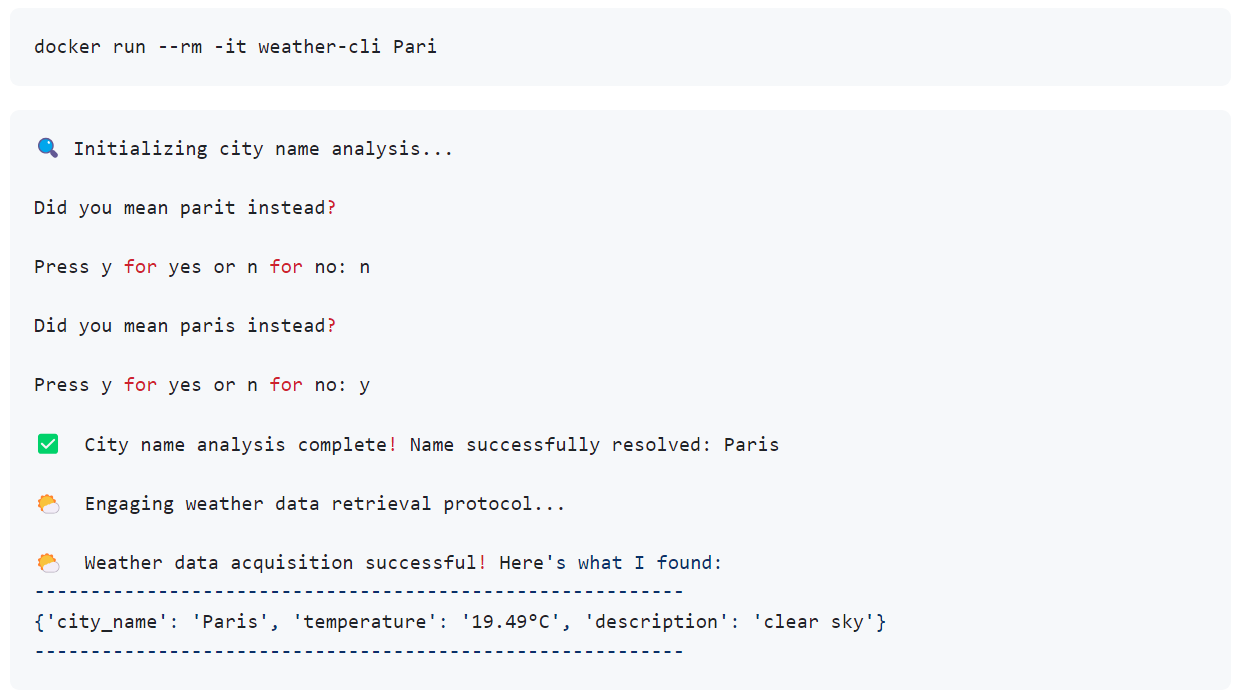 docker run --rm -it weather-cli Pari
🔍 Initializing city name analysis...
Did you mean parit instead?
Press y for yes or n for no: n
Did you mean paris instead?
Press y for yes or n for no: y
✅ City name analysis complete! Name successfully resolved: Paris
🌤 Engaging weather data retrieval protocol...
🌤 Weather data acquisition successful! Here's what I found:
----------------------------------------------------------
{'city_name': 'Paris', 'temperature': '19.49°C', 'description': 'clear sky'}
----------------------------------------------------------